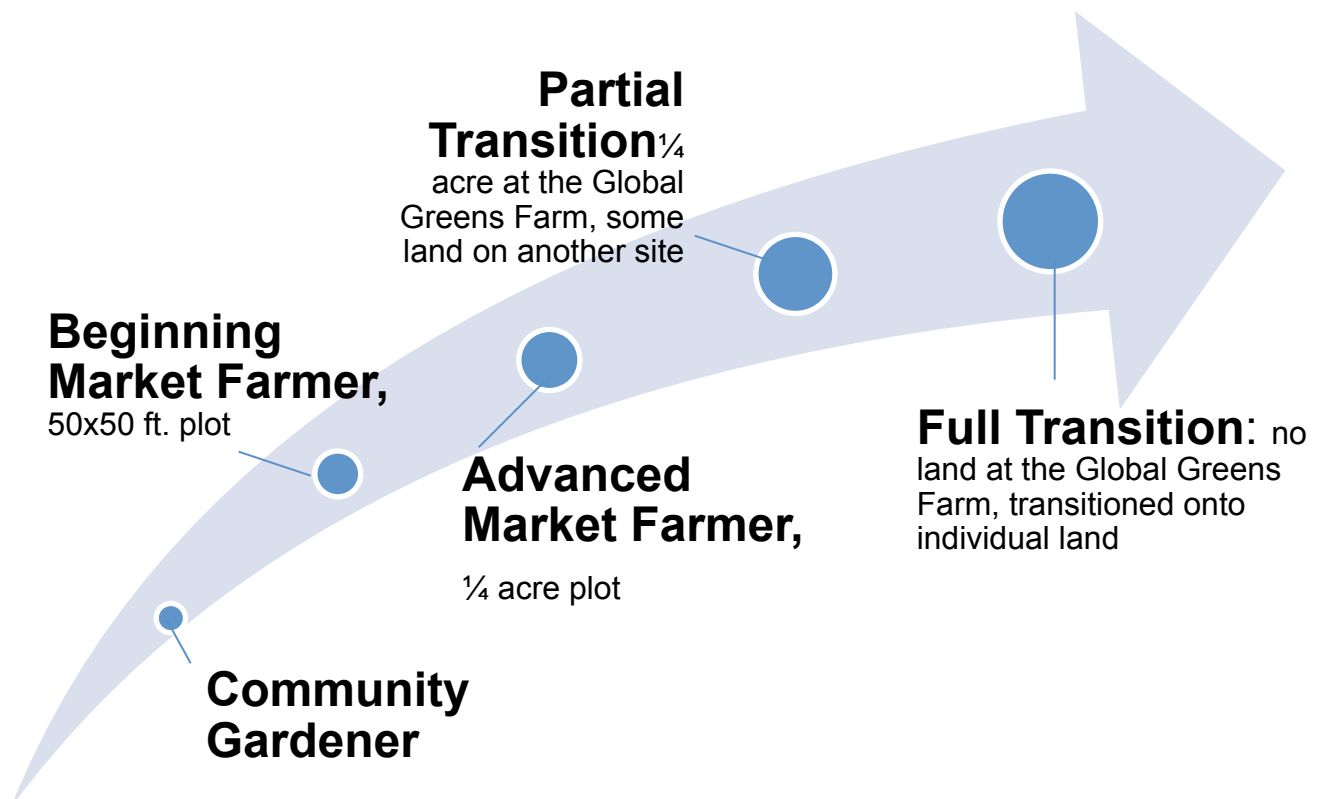 Partial
Transition¼
acre at the Global
Greens Farm, some
land on another site
Beginning
Market Farmer,
50x50 ft. plot
Advanced
Market Farmer,
¼ acre plot
Full Transition: no
land at the Global Greens
Farm, transitioned onto
individual land
Community
Gardener